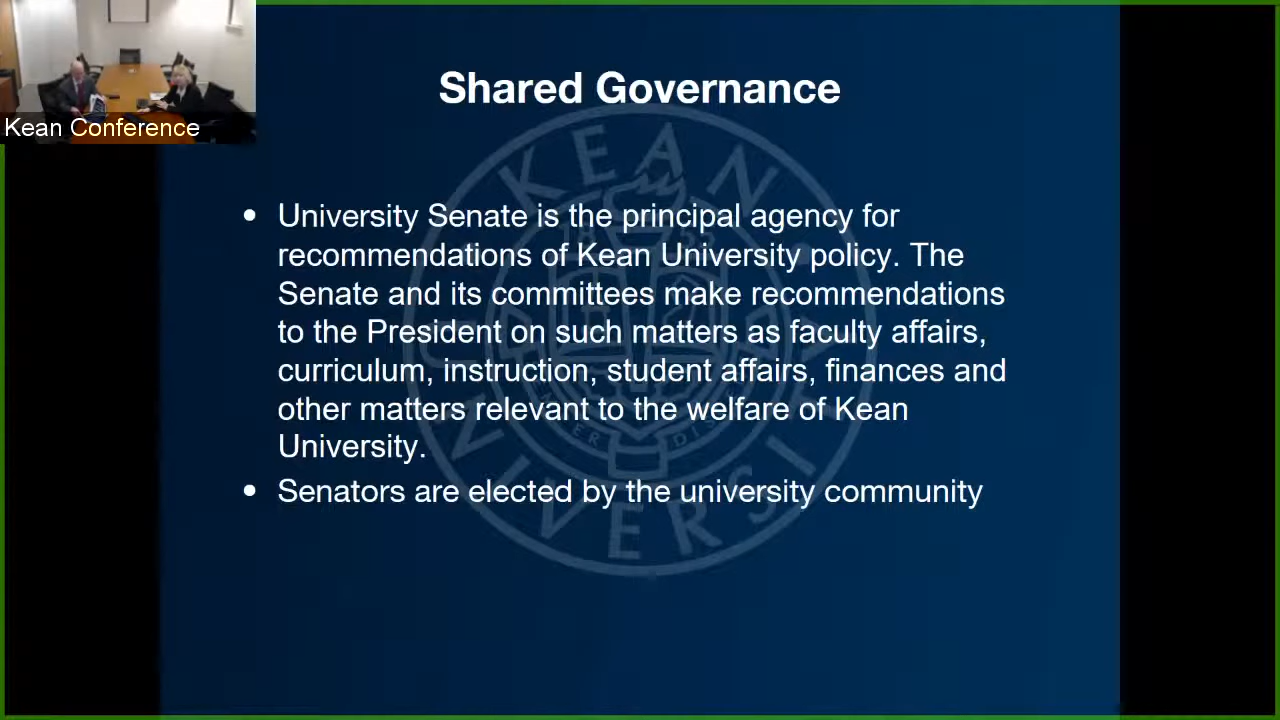 Kean Conference
Shared Governance
KEAN
• University Senate is the principal agency for
recommendations of Kean University policy. The
Senate and its committees make recommendations
to the President on such matters as faculty affairs,
curriculum, instruction, student affairs, finances and
other matters relevant to the welfare of Kean
University.
• Senators are elected by the university community